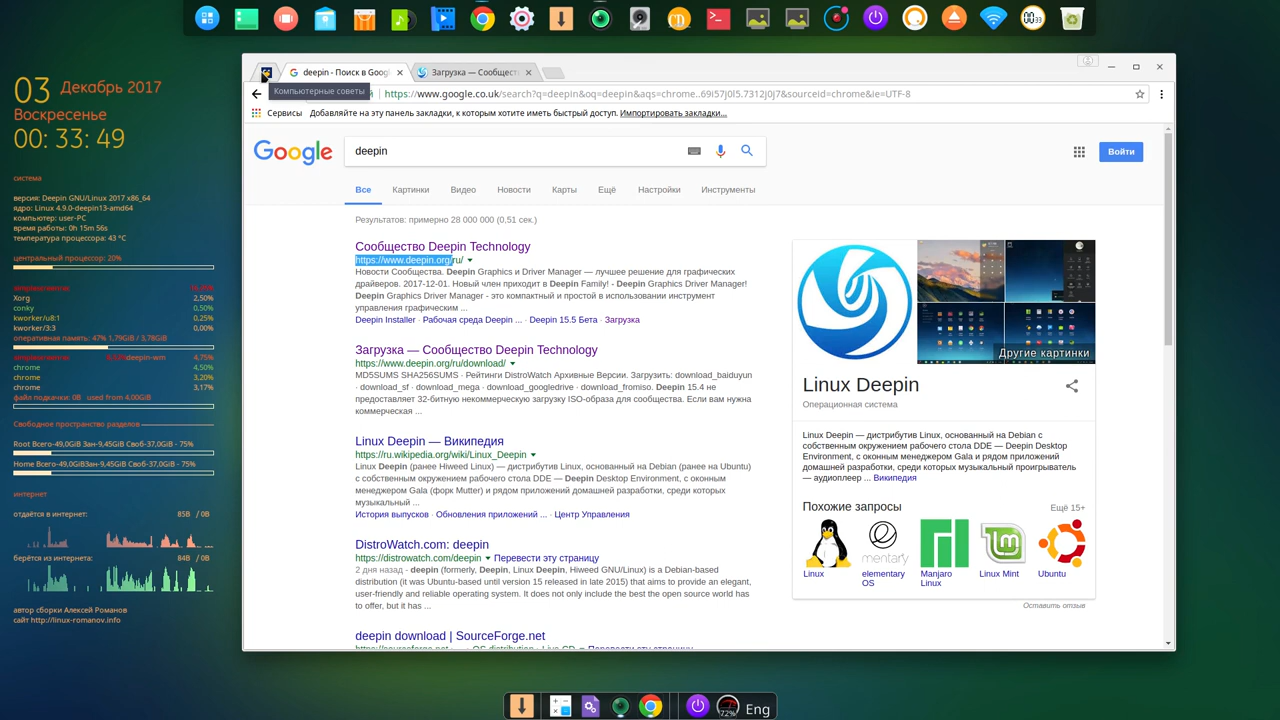 03 Декабрь 2017
Воскресенье
00: 33: 49
система
версия: Deepin GNU/Linux 2017 x86_64
ядро: Linux 4.9.0-deepin13-amd64
компьютер: user-PC
время работы: 0h 15m 56s
температура процессора: 43 °C
центральный процессор: 20%
Xorg 2,50%
conky 0,50%
kworker/u8:1 0,25%
kworker/3:3 0,00%
оперативная память: 47% 1,79GiB / 3,78GiB
deepin-wm 4,75%
chrome 4,50%
chrome 3,20%
chrome 3,17%
файл подкачки: 0B used from 4,00GiB
Свободное пространство разделов
Root Всего-49,0GiB Зан-9,45GiB Своб-37,0GiB - 75%
Home Всего-49,0GiBЗан-9,45GiB Своб-37,0GiB - 75%
интернет
отдаётся в интернет: 85B / 0B
берётся из интернета: 84B / 0B
автор сборки Алексей Романов
сайт http://linux-romanov.info
00:33
deepin - Поиск в Goog
Загрузка — Сообщест
Компьютерные советы
https://www.google.co.uk/search?q=deepin&oq=deepin&aqs=chrome..69i57j0l5.7312j0j7&sourceid=chrome&ie=UTF-8
Сервисы Добавляйте на эту панель закладки, к которым хотите иметь быстрый доступ. Импортировать закладки...
Google
deepin
Войти
Все Картинки Видео Новости Карты Ещё Настройки Инструменты
Результатов: примерно 28 000 000 (0,51 сек.)
Сообщество Deepin Technology
https://www.deepin.org/ru/
Новости Сообщества. Deepin Graphics и Driver Manager — лучшее решение для графических
драйверов. 2017-12-01. Новый член приходит в Deepin Family! - Deepin Graphics Driver Manager!
Deepin Graphics Driver Manager - это компактный и простой в использовании инструмент
управления графическим ...
Deepin Installer · Рабочая среда Deepin ... · Deepin 15.5 Бета · Загрузка
Загрузка — Сообщество Deepin Technology
https://www.deepin.org/ru/download/
MD5SUMS SHA256SUMS · Рейтинги DistroWatch Архивные Версии. Загрузить: download_baiduyun
· download_sf · download_mega · download_googledrive · download_fromiso. Deepin 15.4 не
предоставляет 32-битную некоммерческую загрузку ISO-образа для сообщества. Если вам нужна
коммерческая ...
Linux Deepin — Википедия
https://ru.wikipedia.org/wiki/Linux_Deepin
Linux Deepin (ранее Hiweed Linux) — дистрибутив Linux, основанный на Debian (ранее на Ubuntu)
с собственным окружением рабочего стола DDE — Deepin Desktop Environment, с оконным
менеджером Gala (форк Mutter) и рядом приложений домашней разработки, среди которых
музыкальный ...
История выпусков · Обновления приложений ... · Центр Управления
DistroWatch.com: deepin
https://distrowatch.com/deepin Перевести эту страницу
2 дня назад - deepin (formerly, Deepin, Linux Deepin, Hiweed GNU/Linux) is a Debian-based
distribution (it was Ubuntu-based until version 15 released in late 2015) that aims to provide an elegant,
user-friendly and reliable operating system. It does not only include the best the open source world has
to offer, but it has ...
deepin download | SourceForge.net
Другие картинки
Linux Deepin
Операционная система
Linux Deepin — дистрибутив Linux, основанный на Debian с
собственным окружением рабочего стола DDE — Deepin Desktop
Environment, с оконным менеджером Gala и рядом приложений
домашней разработки, среди которых музыкальный проигрыватель
— аудиоплеер ... Википедия
Похожие запросы Ещё 15+
elementary
Linux
elementary OS
Manjaro Linux
Linux Mint
Ubuntu
Оставить отзыв
72%
Eng